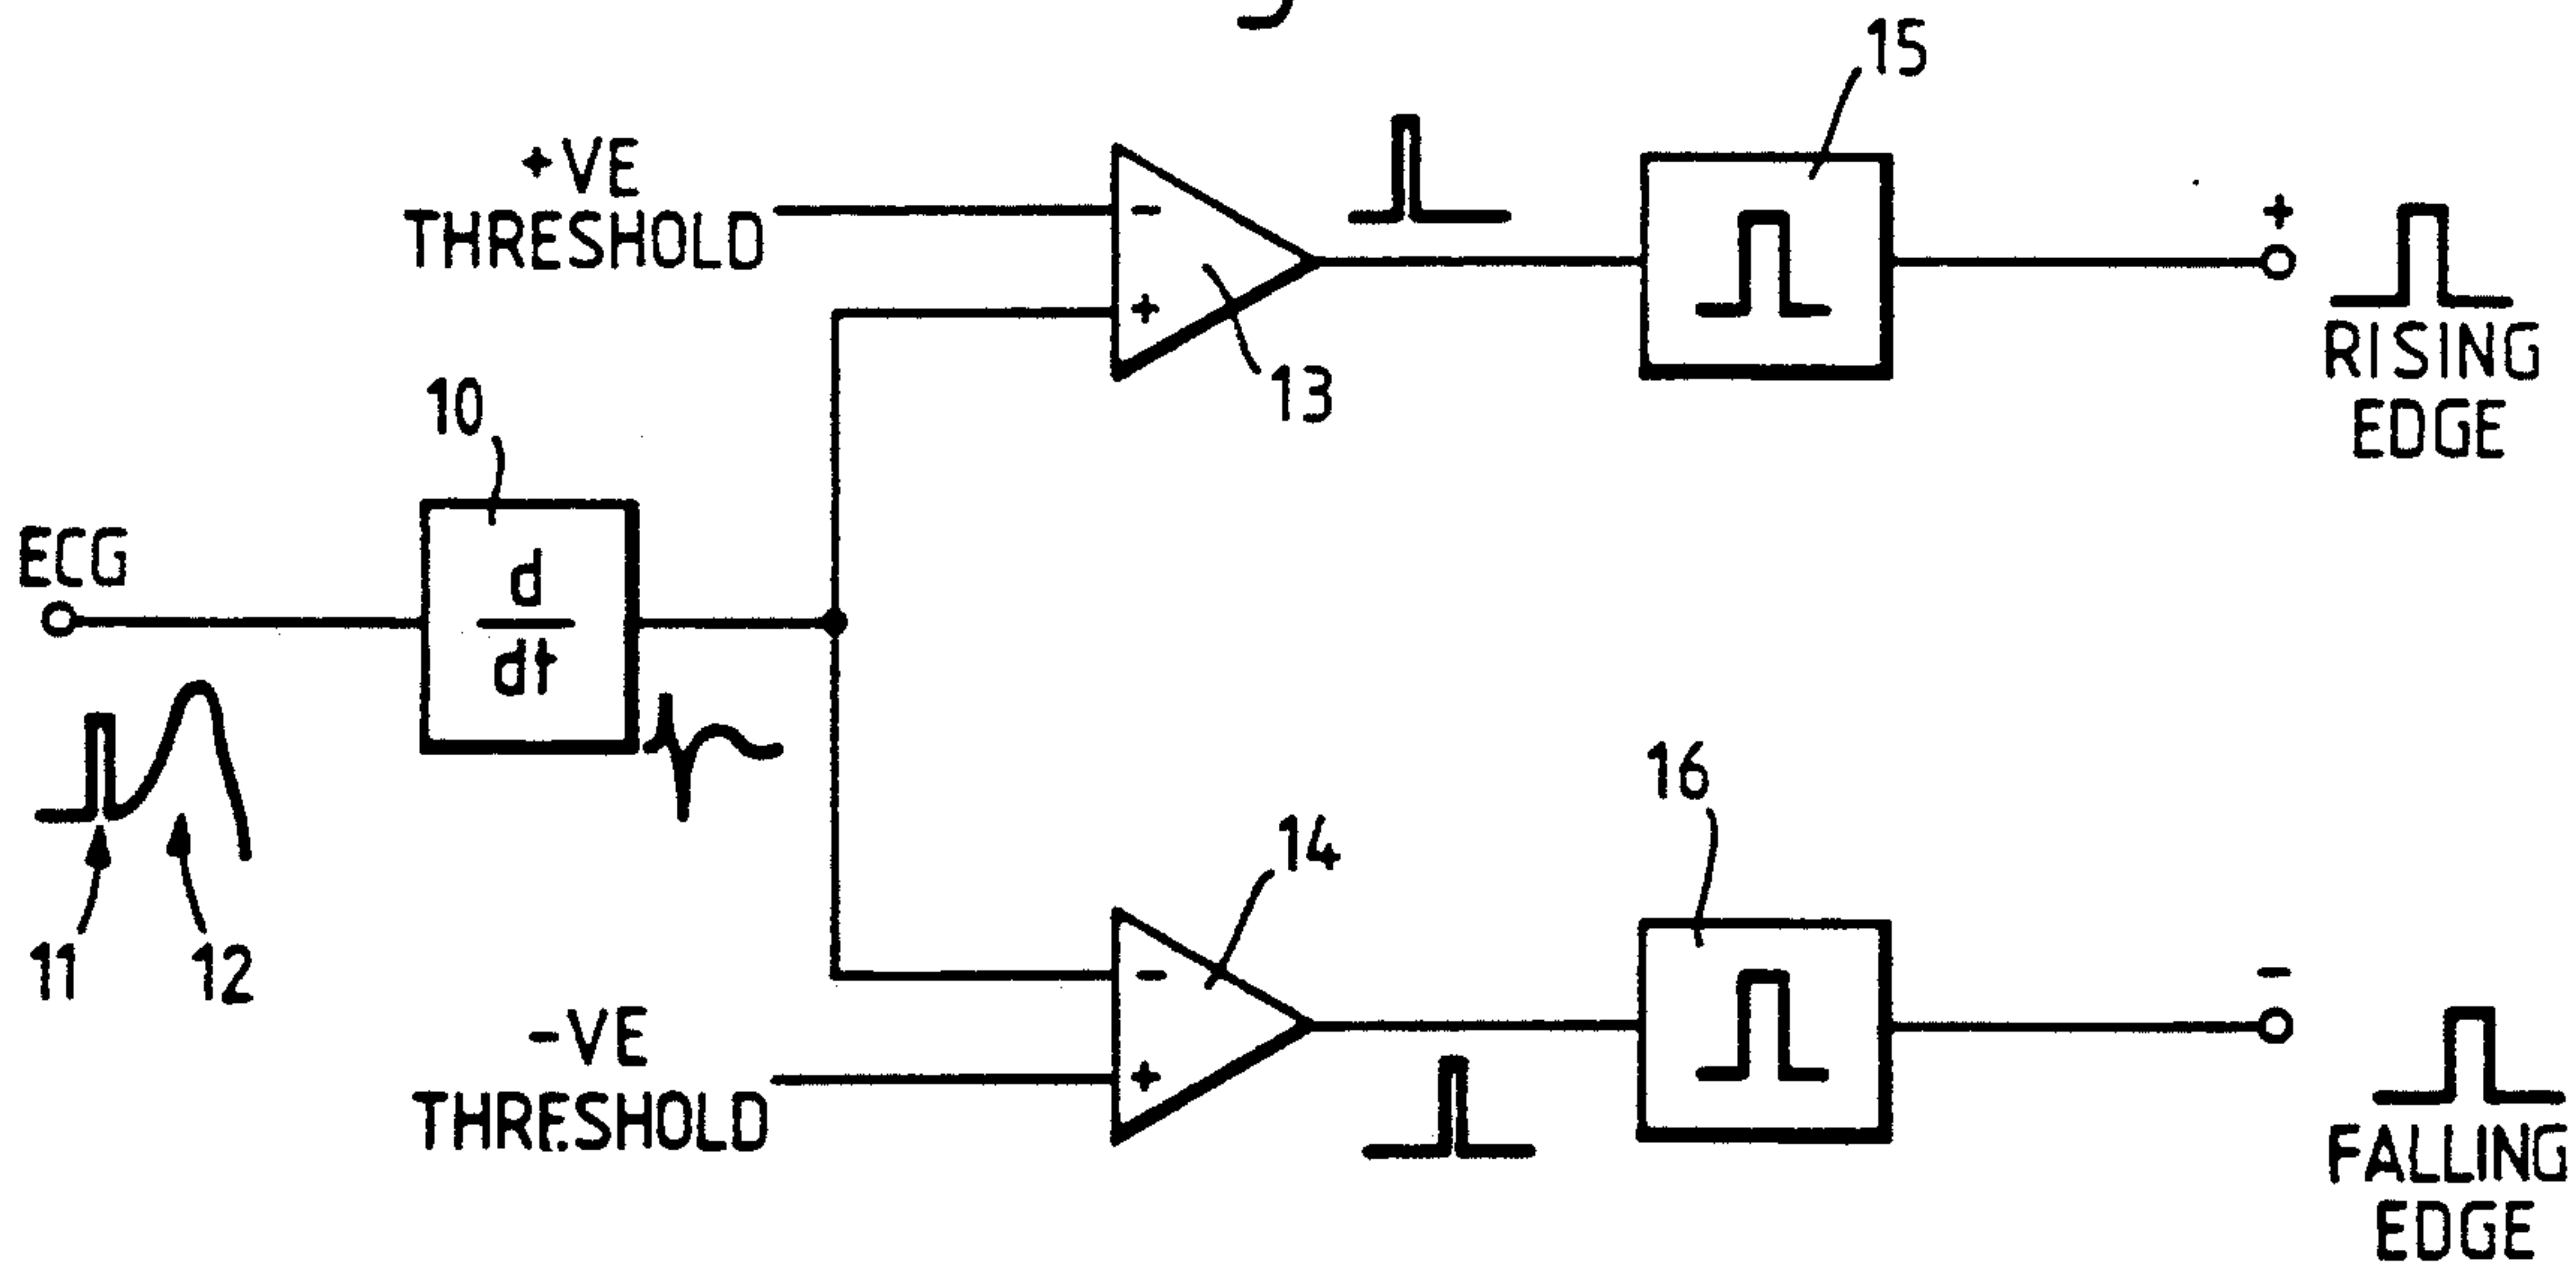 15
+VE
THRESHOLD
-
+
13
+
RISING
EDGE
10
ECG
d
dt
11
12
14
16
-VE
THRESHOLD
-
+
-
FALLING
EDGE